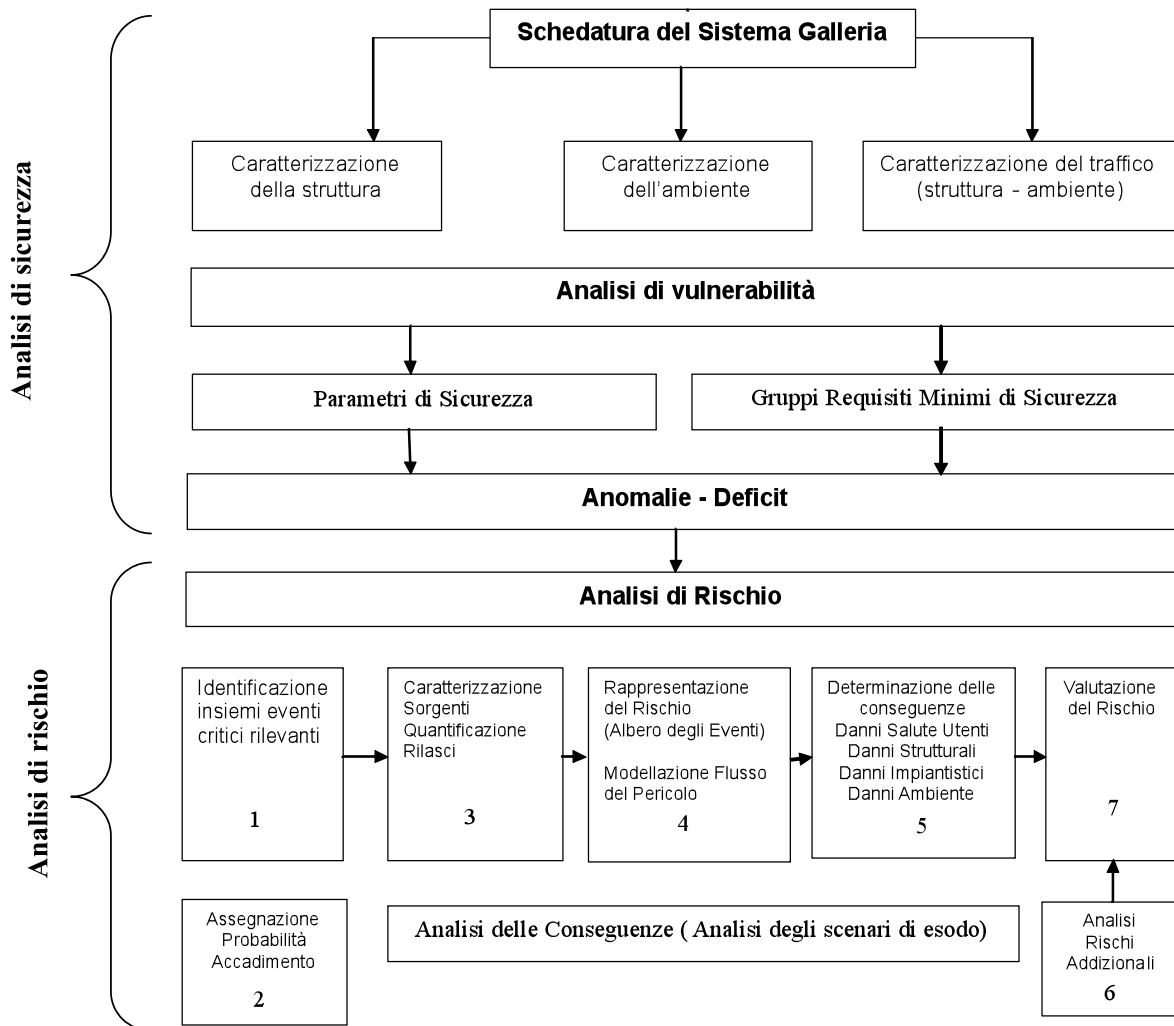 Schedatura del Sistema Galleria
Analisi di sicurezza
Caratterizzazione
della struttura
Caratterizzazione
dell'ambiente
Caratterizzazione del traffico
(struttura - ambiente)
Analisi di vulnerabilità
Parametri di Sicurezza
Gruppi Requisiti Minimi di Sicurezza
Anomalie - Deficit
Analisi di rischio
Analisi di Rischio
Identificazione
insiemi eventi
critici rilevanti
1
Caratterizzazione
Sorgenti
Quantificazione
Rilasci
3
Rappresentazione
del Rischio
(Albero degli Eventi)
Modellazione Flusso
del Pericolo
4
Determinazione delle
conseguenze
Danni Salute Utenti
Danni Strutturali
Danni Impiantistici
Danni Ambiente
5
Valutazione
del Rischio
7
Assegnazione
Probabilità
Accadimento
2
Analisi delle Conseguenze ( Analisi degli scenari di esodo)
Analisi
Rischi
Addizionali
6